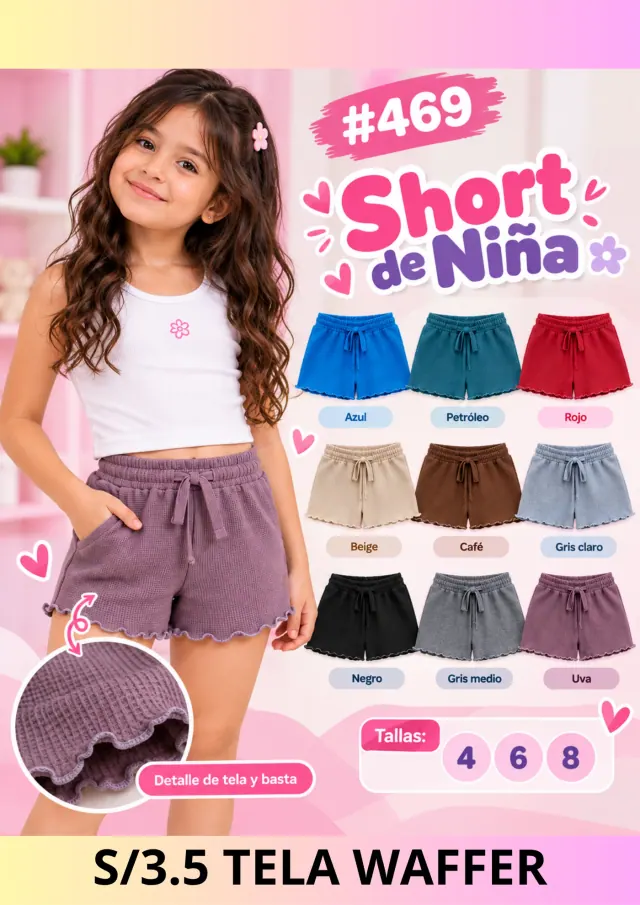 #469
Short
de Niña
Azul
Petróleo
Rojo
Beige
Café
Gris claro
Negro
Gris medio
Uva
Tallas:
4 6 8
Detalle de tela y basta
S/3.5 TELA WAFFER